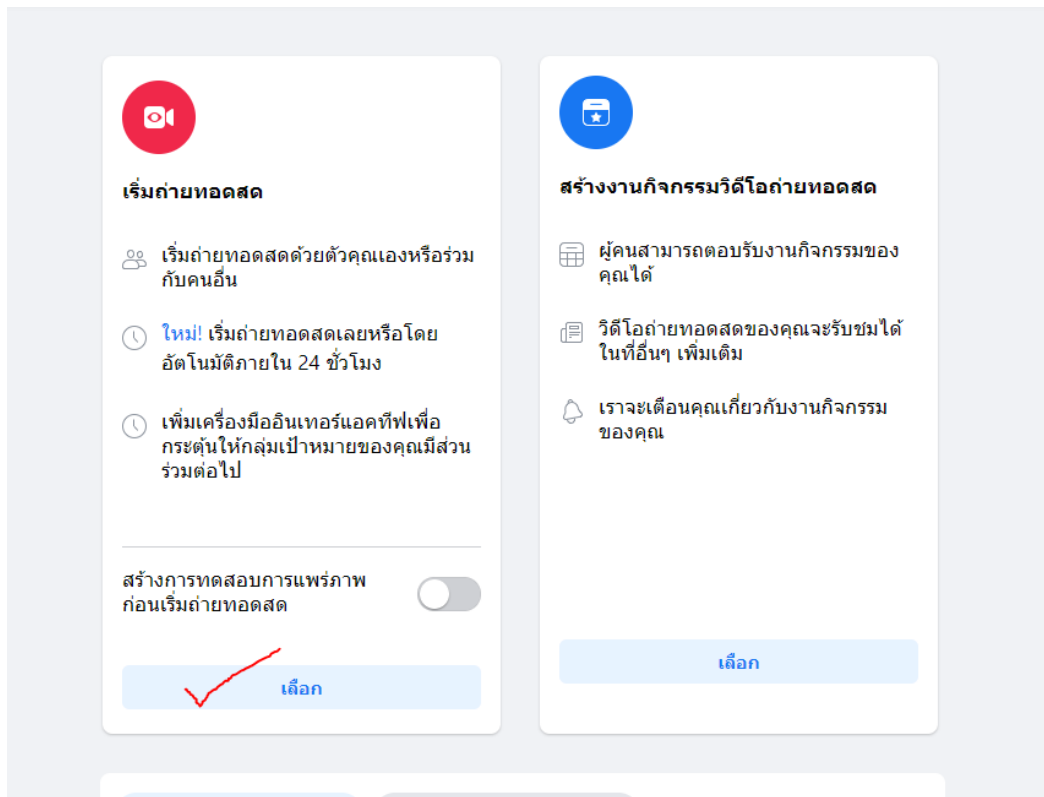 เริ่มถ่ายทอดสด
เริ่มถ่ายทอดสดด้วยตัวคุณเองหรือร่วม
กับคนอื่น
ใหม่! เริ่มถ่ายทอดสดเลยหรือโดย
อัตโนมัติภายใน 24 ชั่วโมง
เพิ่มเครื่องมืออินเทอร์แอคทีฟเพื่อ
กระตุ้นให้กลุ่มเป้าหมายของคุณมีส่วน
ร่วมต่อไป
สร้างการทดสอบการแพร่ภาพ
ก่อนเริ่มถ่ายทอดสด
เลือก
สร้างงานกิจกรรมวิดีโอถ่ายทอดสด
ผู้คนสามารถตอบรับงานกิจกรรมของ
คุณได้
วิดีโอถ่ายทอดสดของคุณจะรับชมได้
ในที่อื่นๆ เพิ่มเติม
เราจะเตือนคุณเกี่ยวกับงานกิจกรรม
ของคุณ
เลือก